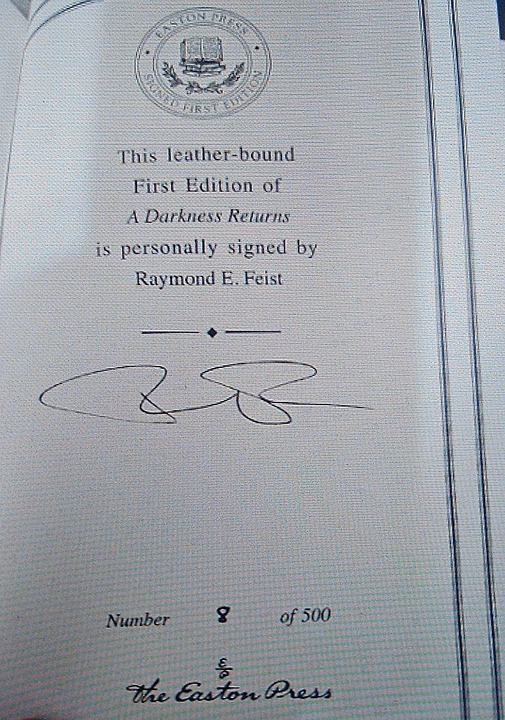 EASTON PRESS
SIGNED FIRST EDITION
This leather-bound
First Edition of
A Darkness Returns
is personally signed by
Raymond E. Feist
Number 8 of 500
the Easton Press